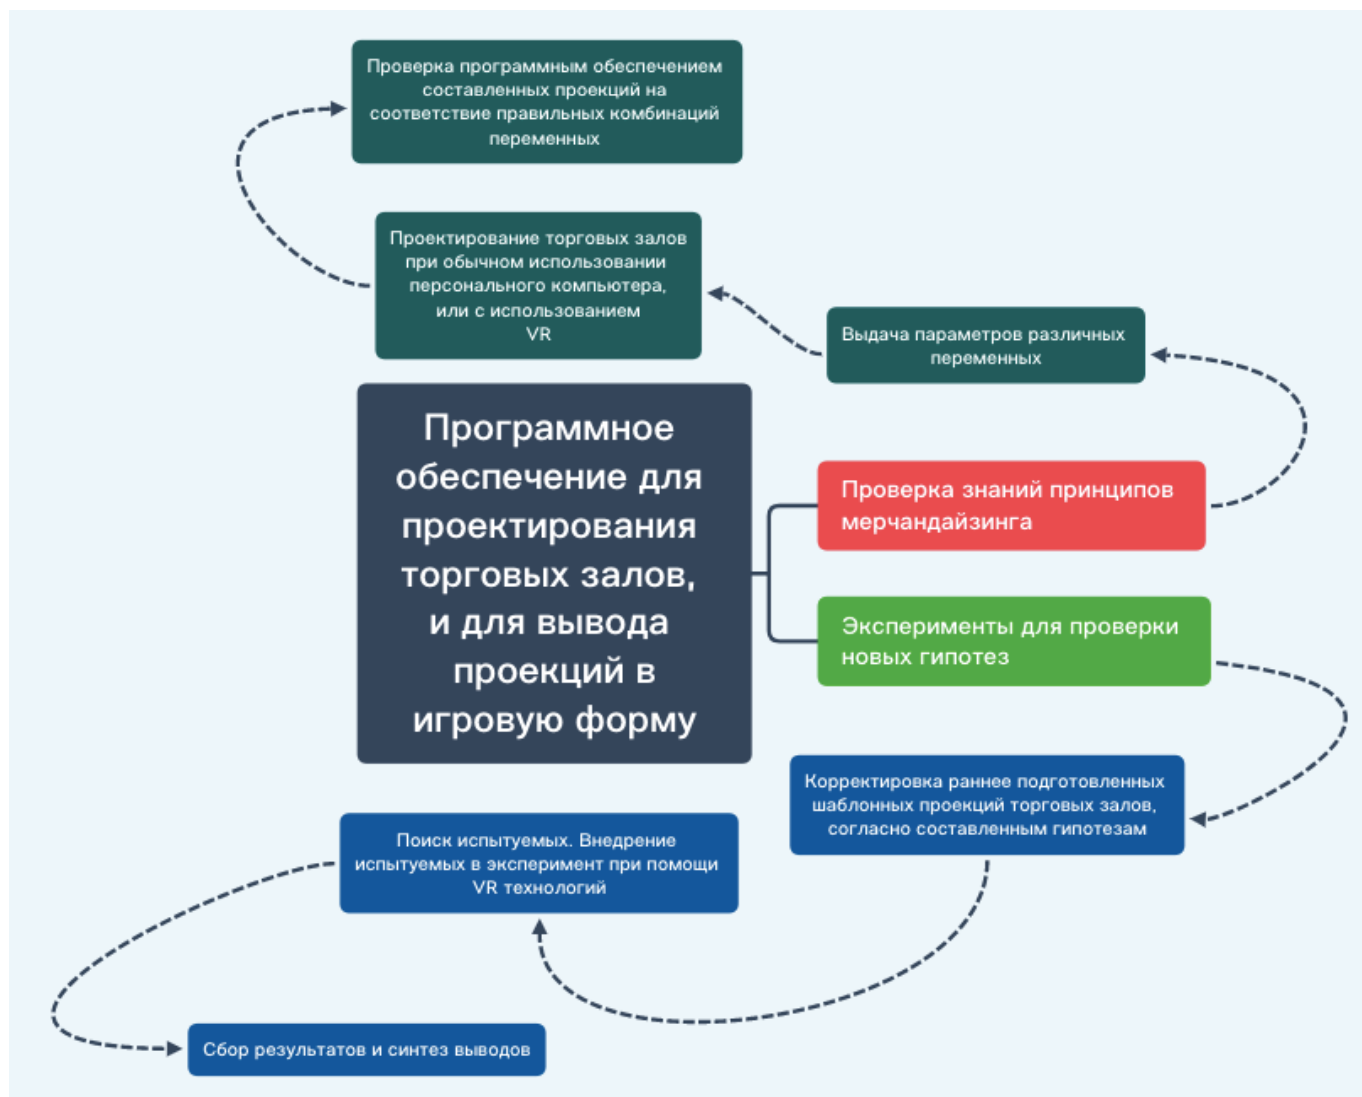 Проверка программным обеспечением
составленных проекций на
соответствие правильных комбинаций
переменных
Проектирование торговых залов
при обычном использовании
персонального компьютера,
или с использованием
VR
Выдача параметров различных
переменных
Программное
обеспечение для
проектирования
торговых залов,
и для вывода
проекций в
игровую форму
Проверка знаний принципов
мерчандайзинга
Эксперименты для проверки
новых гипотез
Корректировка раннее подготовленных
шаблонных проекций торговых залов,
согласно составленным гипотезам
Поиск испытуемых. Внедрение
испытуемых в эксперимент при помощи
VR технологий
Сбор результатов и синтез выводов